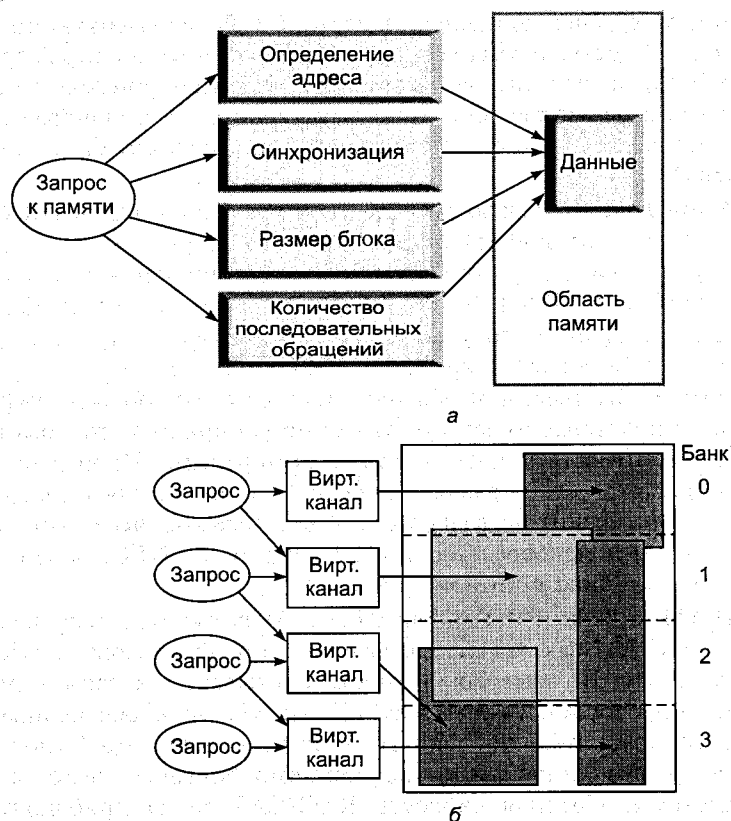 Определение
адреса
Синхронизация
Запрос
к памяти
Данные
Размер блока
Количество
последовательных
обращений
Область
памяти
а
Банк
Запрос
Вирт.
канал
0
Запрос
Вирт.
канал
1
Запрос
Вирт.
канал
2
Запрос
Вирт.
канал
3
б